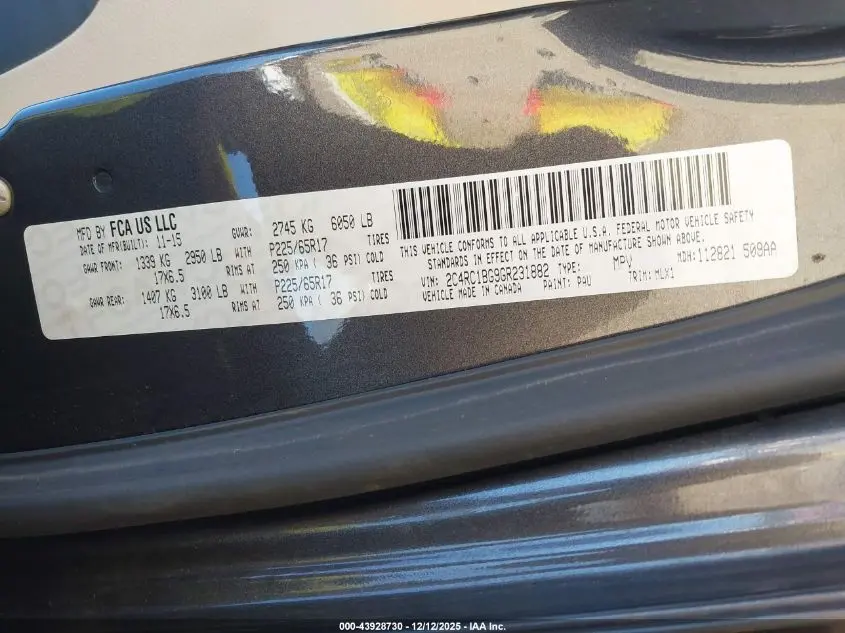 MFD BY FCA US LLC
DATE OF MFR(BUILT): 11-15 GVWR: 2745 KG 6050 LB
GAWR FRONT: 1339 KG 2950 LB WITH P225/65R17 TIRES
17X6.5 RIMS AT 250 KPA ( 36 PSI) COLD
GAWR REAR: 1407 KG 3100 LB WITH P225/65R17 TIRES
17X6.5 RIMS AT 250 KPA ( 36 PSI) COLD
THIS VEHICLE CONFORMS TO ALL APPLICABLE U.S.A. FEDERAL MOTOR VEHICLE SAFETY
STANDARDS IN EFFECT ON THE DATE OF MANUFACTURE SHOWN ABOVE.
VIN: 2C4RC1BG9GR231882 TYPE: MPV MDH: 112821 509AA
VEHICLE MADE IN CANADA PAINT: PAU TRIM: MLX1
000-43928730 - 12/12/2025 - IAA Inc.